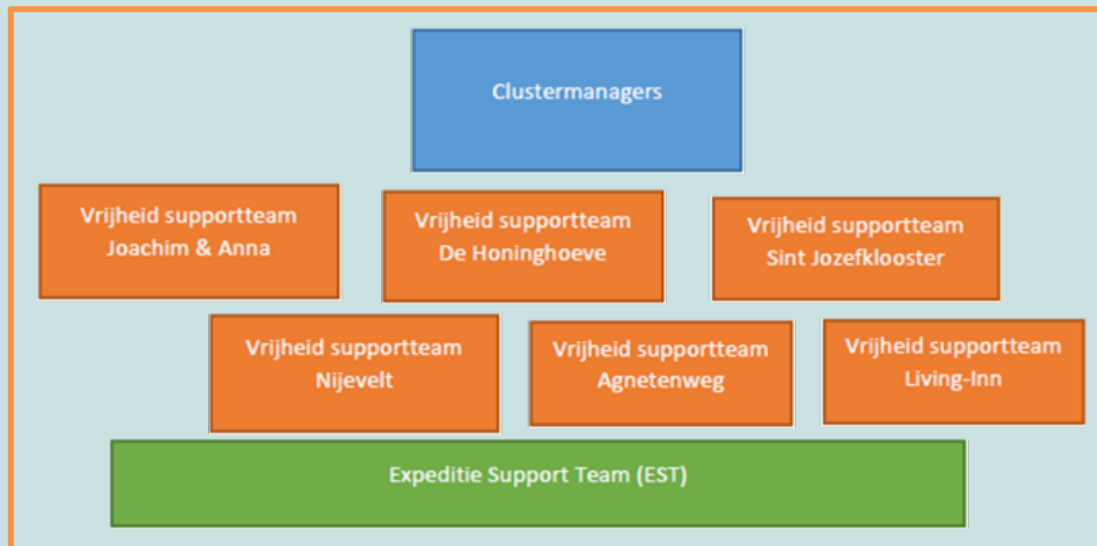 Clustermanagers
Vrijheid supportteam
Joachim & Anna
Vrijheid supportteam
De Honinghoeve
Vrijheid supportteam
Sint Jozefklooster
Vrijheid supportteam
Nijevelt
Vrijheid supportteam
Agnetenweg
Vrijheid supportteam
Living-Inn
Expeditie Support Team (EST)